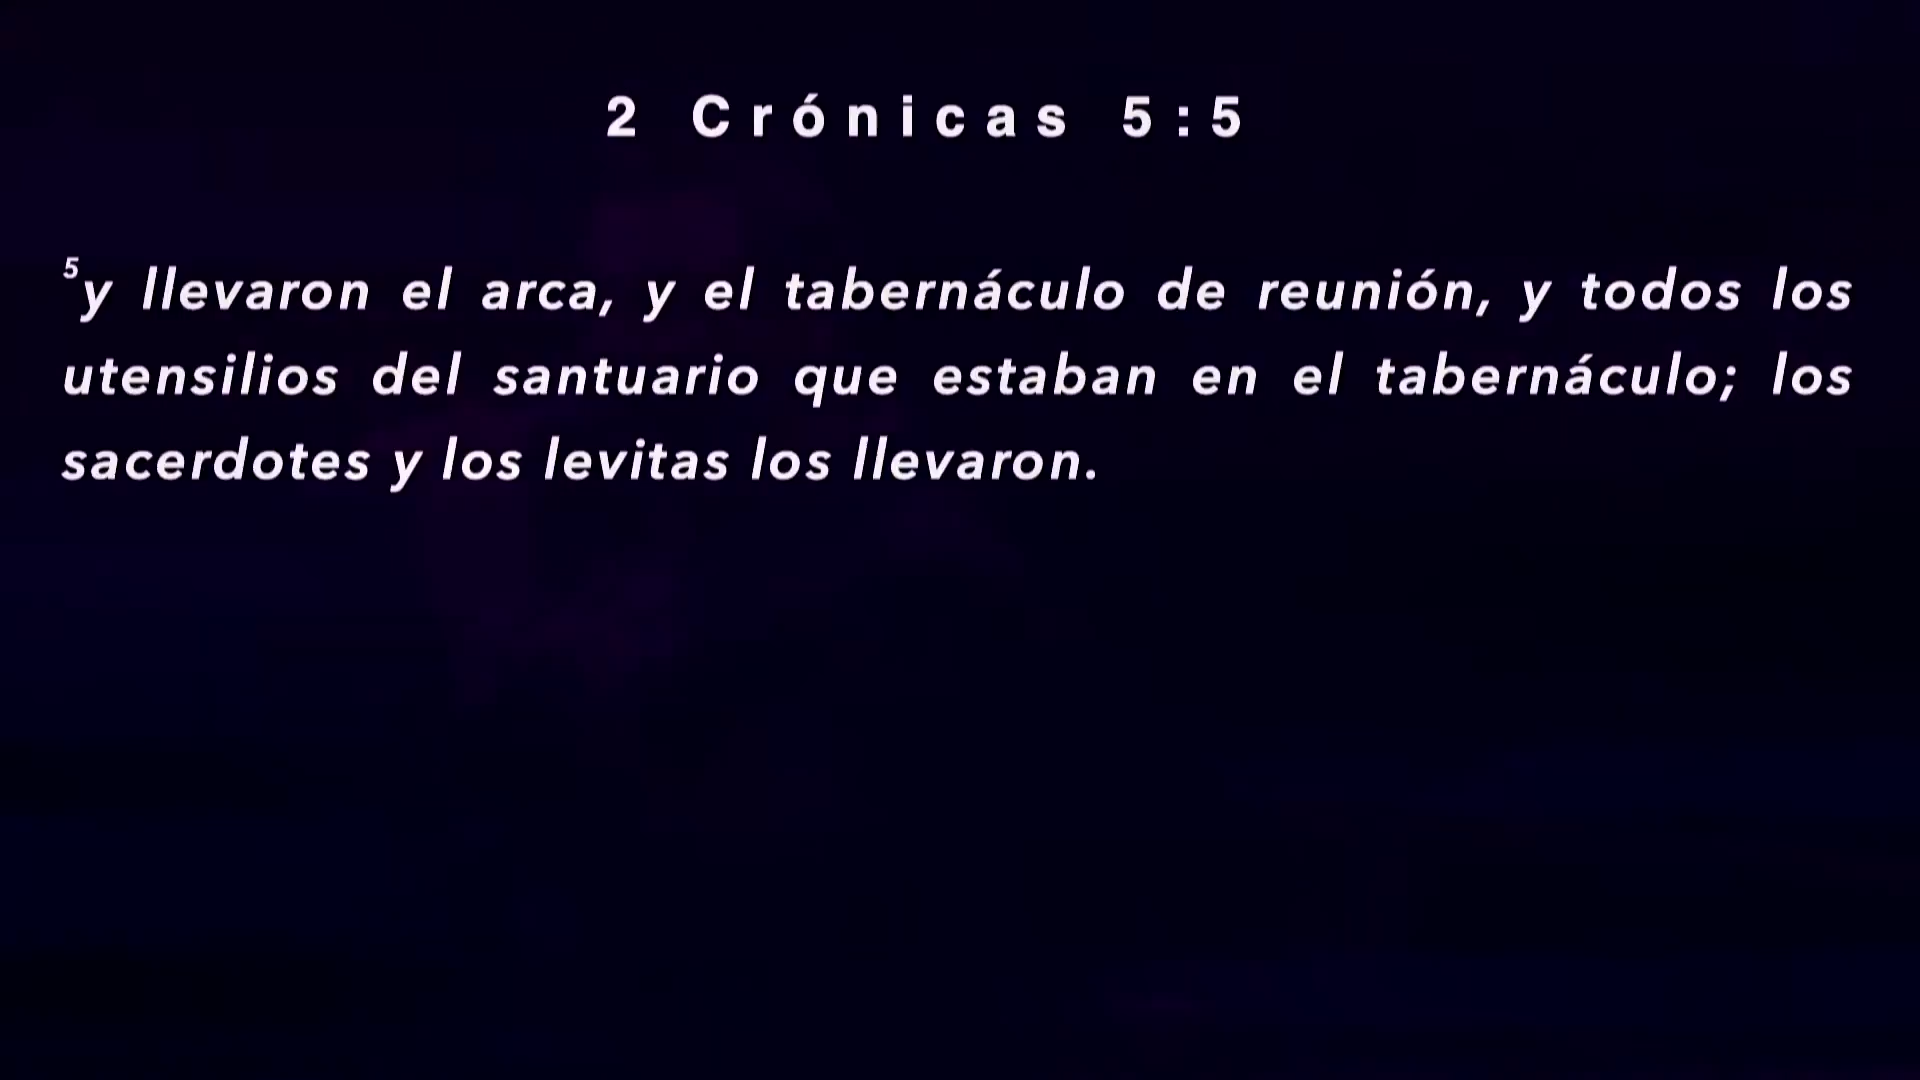 2 Crónicas 5:5
5y llevaron el arca, y el tabernáculo de reunión, y todos los
utensilios del santuario que estaban en el tabernáculo; los
sacerdotes y los levitas los llevaron.